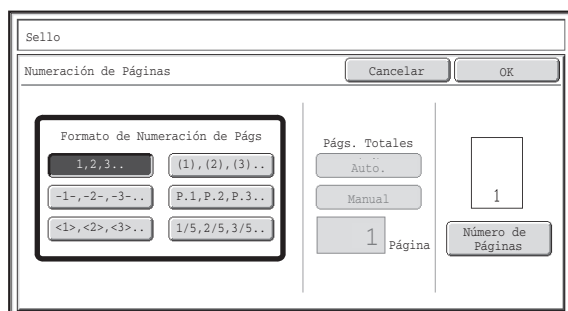 Sello
Numeración de Páginas
Cancelar
OK
Formato de Numeración de Págs
1,2,3..
(1),(2),(3)..
-1-,-2-,-3-..
P.1,P.2,P.3..
<1>,<2>,<3>..
1/5,2/5,3/5..
Págs. Totales
Auto.
Manual
1 Página
1
Número de
Páginas